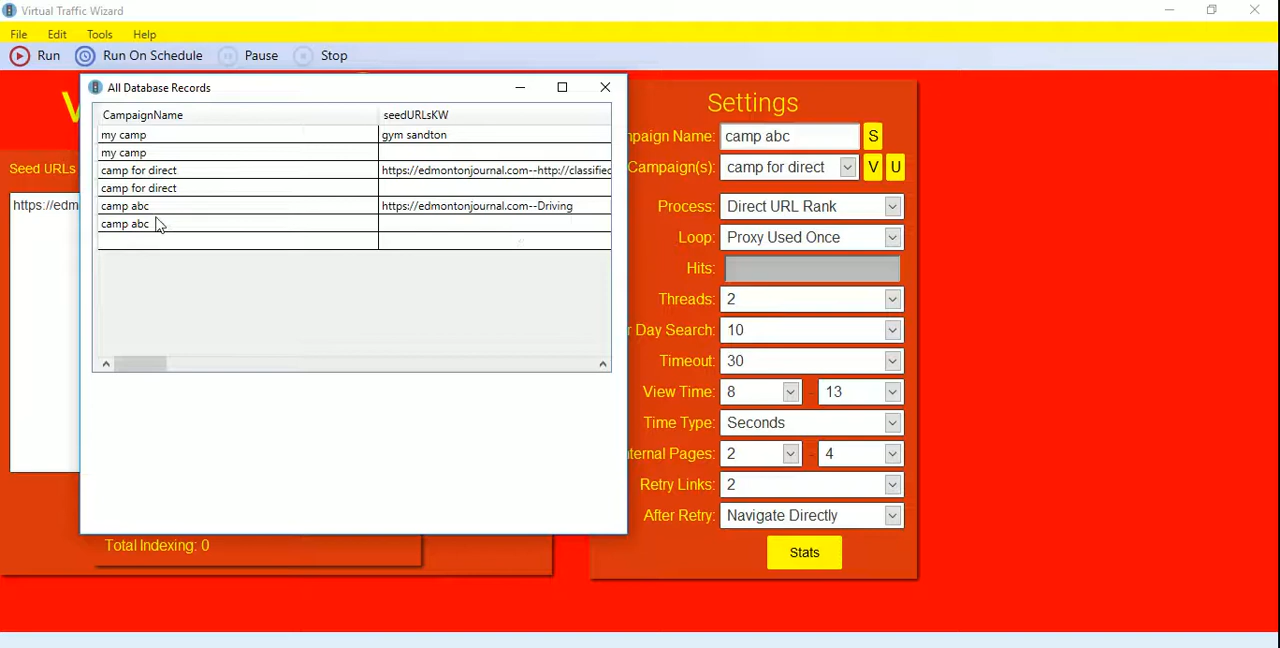 Virtual Traffic Wizard
File Edit Tools Help
Run Run On Schedule Pause Stop
All Database Records
CampaignName seedURLsKW
my camp gym sandton
my camp
camp for direct https://edmontonjournal.com--http://classified
camp for direct
camp abc https://edmontonjournal.com--Driving
camp abc
V
Seed URLs
https://edm
Total Indexing: 0
Settings
paign Name: camp abc S
Campaign(s): camp for direct V U
Process: Direct URL Rank
Loop: Proxy Used Once
Hits:
Threads: 2
r Day Search: 10
Timeout: 30
View Time: 8 - 13
Time Type: Seconds
ternal Pages: 2 - 4
Retry Links: 2
After Retry: Navigate Directly
Stats